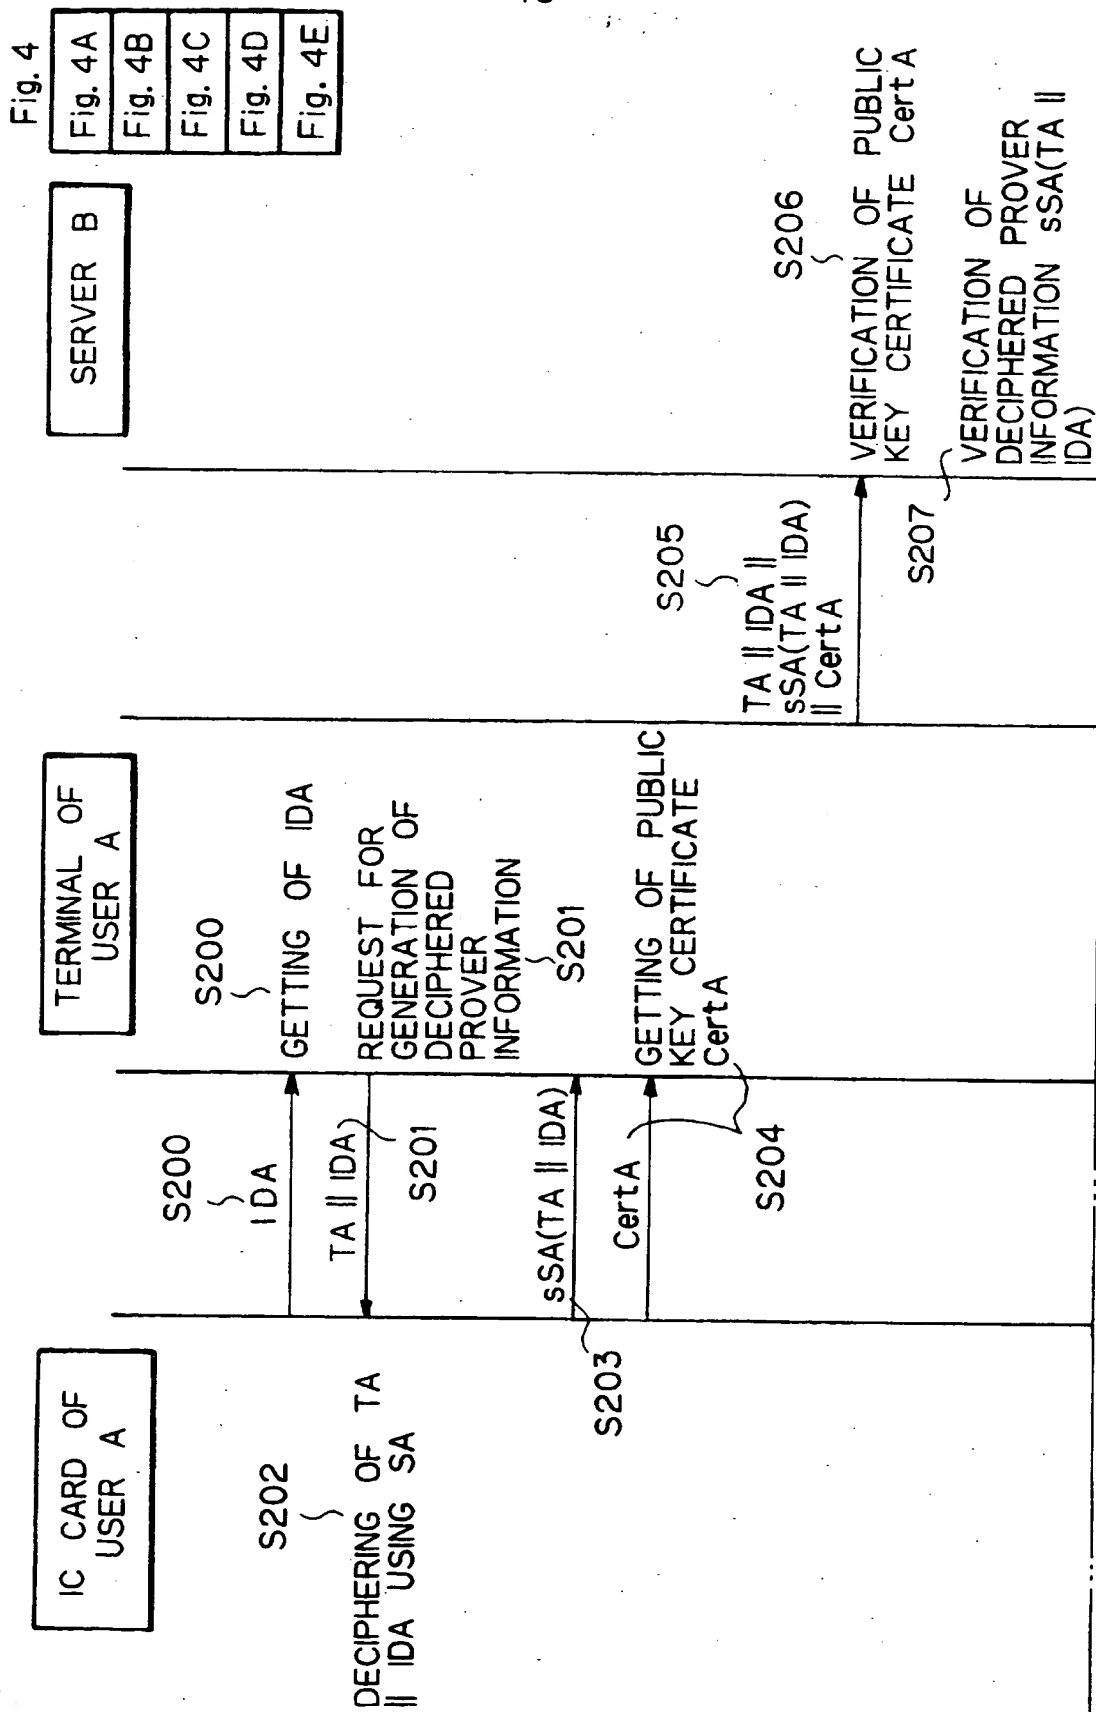 Fig. 4
Fig. 4A
Fig. 4B
Fig. 4C
Fig. 4D
Fig. 4E
IC CARD OF
USER A
TERMINAL OF
USER A
SERVER B
S200
IDA
S200
GETTING OF IDA
TA || IDA
S201
REQUEST FOR
GENERATION OF
DECIPHERED
PROVER
INFORMATION
S201
S202
DECIPHERING OF TA
|| IDA USING SA
sSA(TA || IDA)
S203
CertA
S204
GETTING OF PUBLIC
KEY CERTIFICATE
CertA
S205
TA || IDA ||
sSA(TA || IDA)
|| CertA
S206
VERIFICATION OF PUBLIC
KEY CERTIFICATE CertA
S207
VERIFICATION OF
DECIPHERED PROVER
INFORMATION sSA(TA ||
IDA)